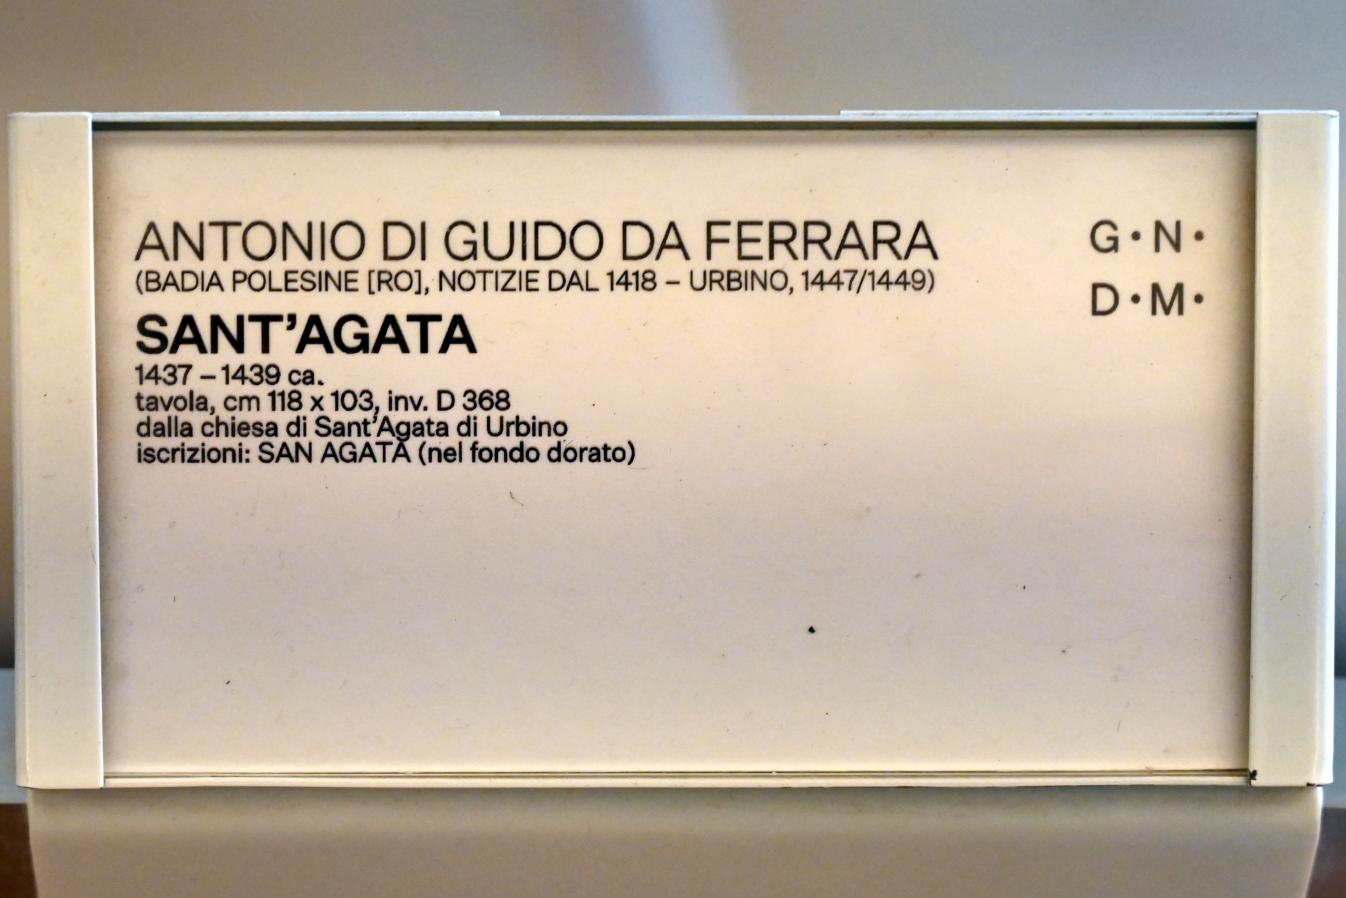 ANTONIO DI GUIDO DA FERRARA
(BADIA POLESINE [RO], NOTIZIE DAL 1418 – URBINO, 1447/1449)
SANT’AGATA
1437 – 1439 ca.
tavola, cm 118 x 103, inv. D 368
dalla chiesa di Sant’Agata di Urbino
iscrizioni: SAN AGATA (nel fondo dorato)
G • N •
D • M •